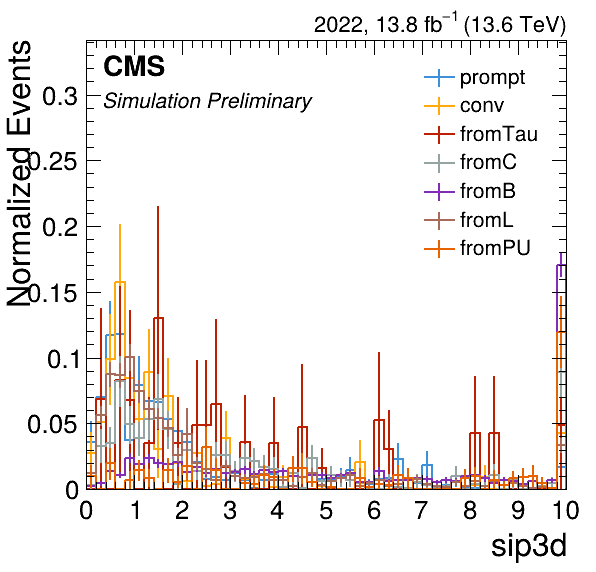 2022, 13.8 fb⁻¹ (13.6 TeV)
CMS
Simulation Preliminary
prompt
conv
fromTau
fromC
fromB
fromL
fromPU
Normalized Events
0.3
0.25
0.2
0.15
0.1
0.05
0
0 1 2 3 4 5 6 7 8 9 10
sip3d